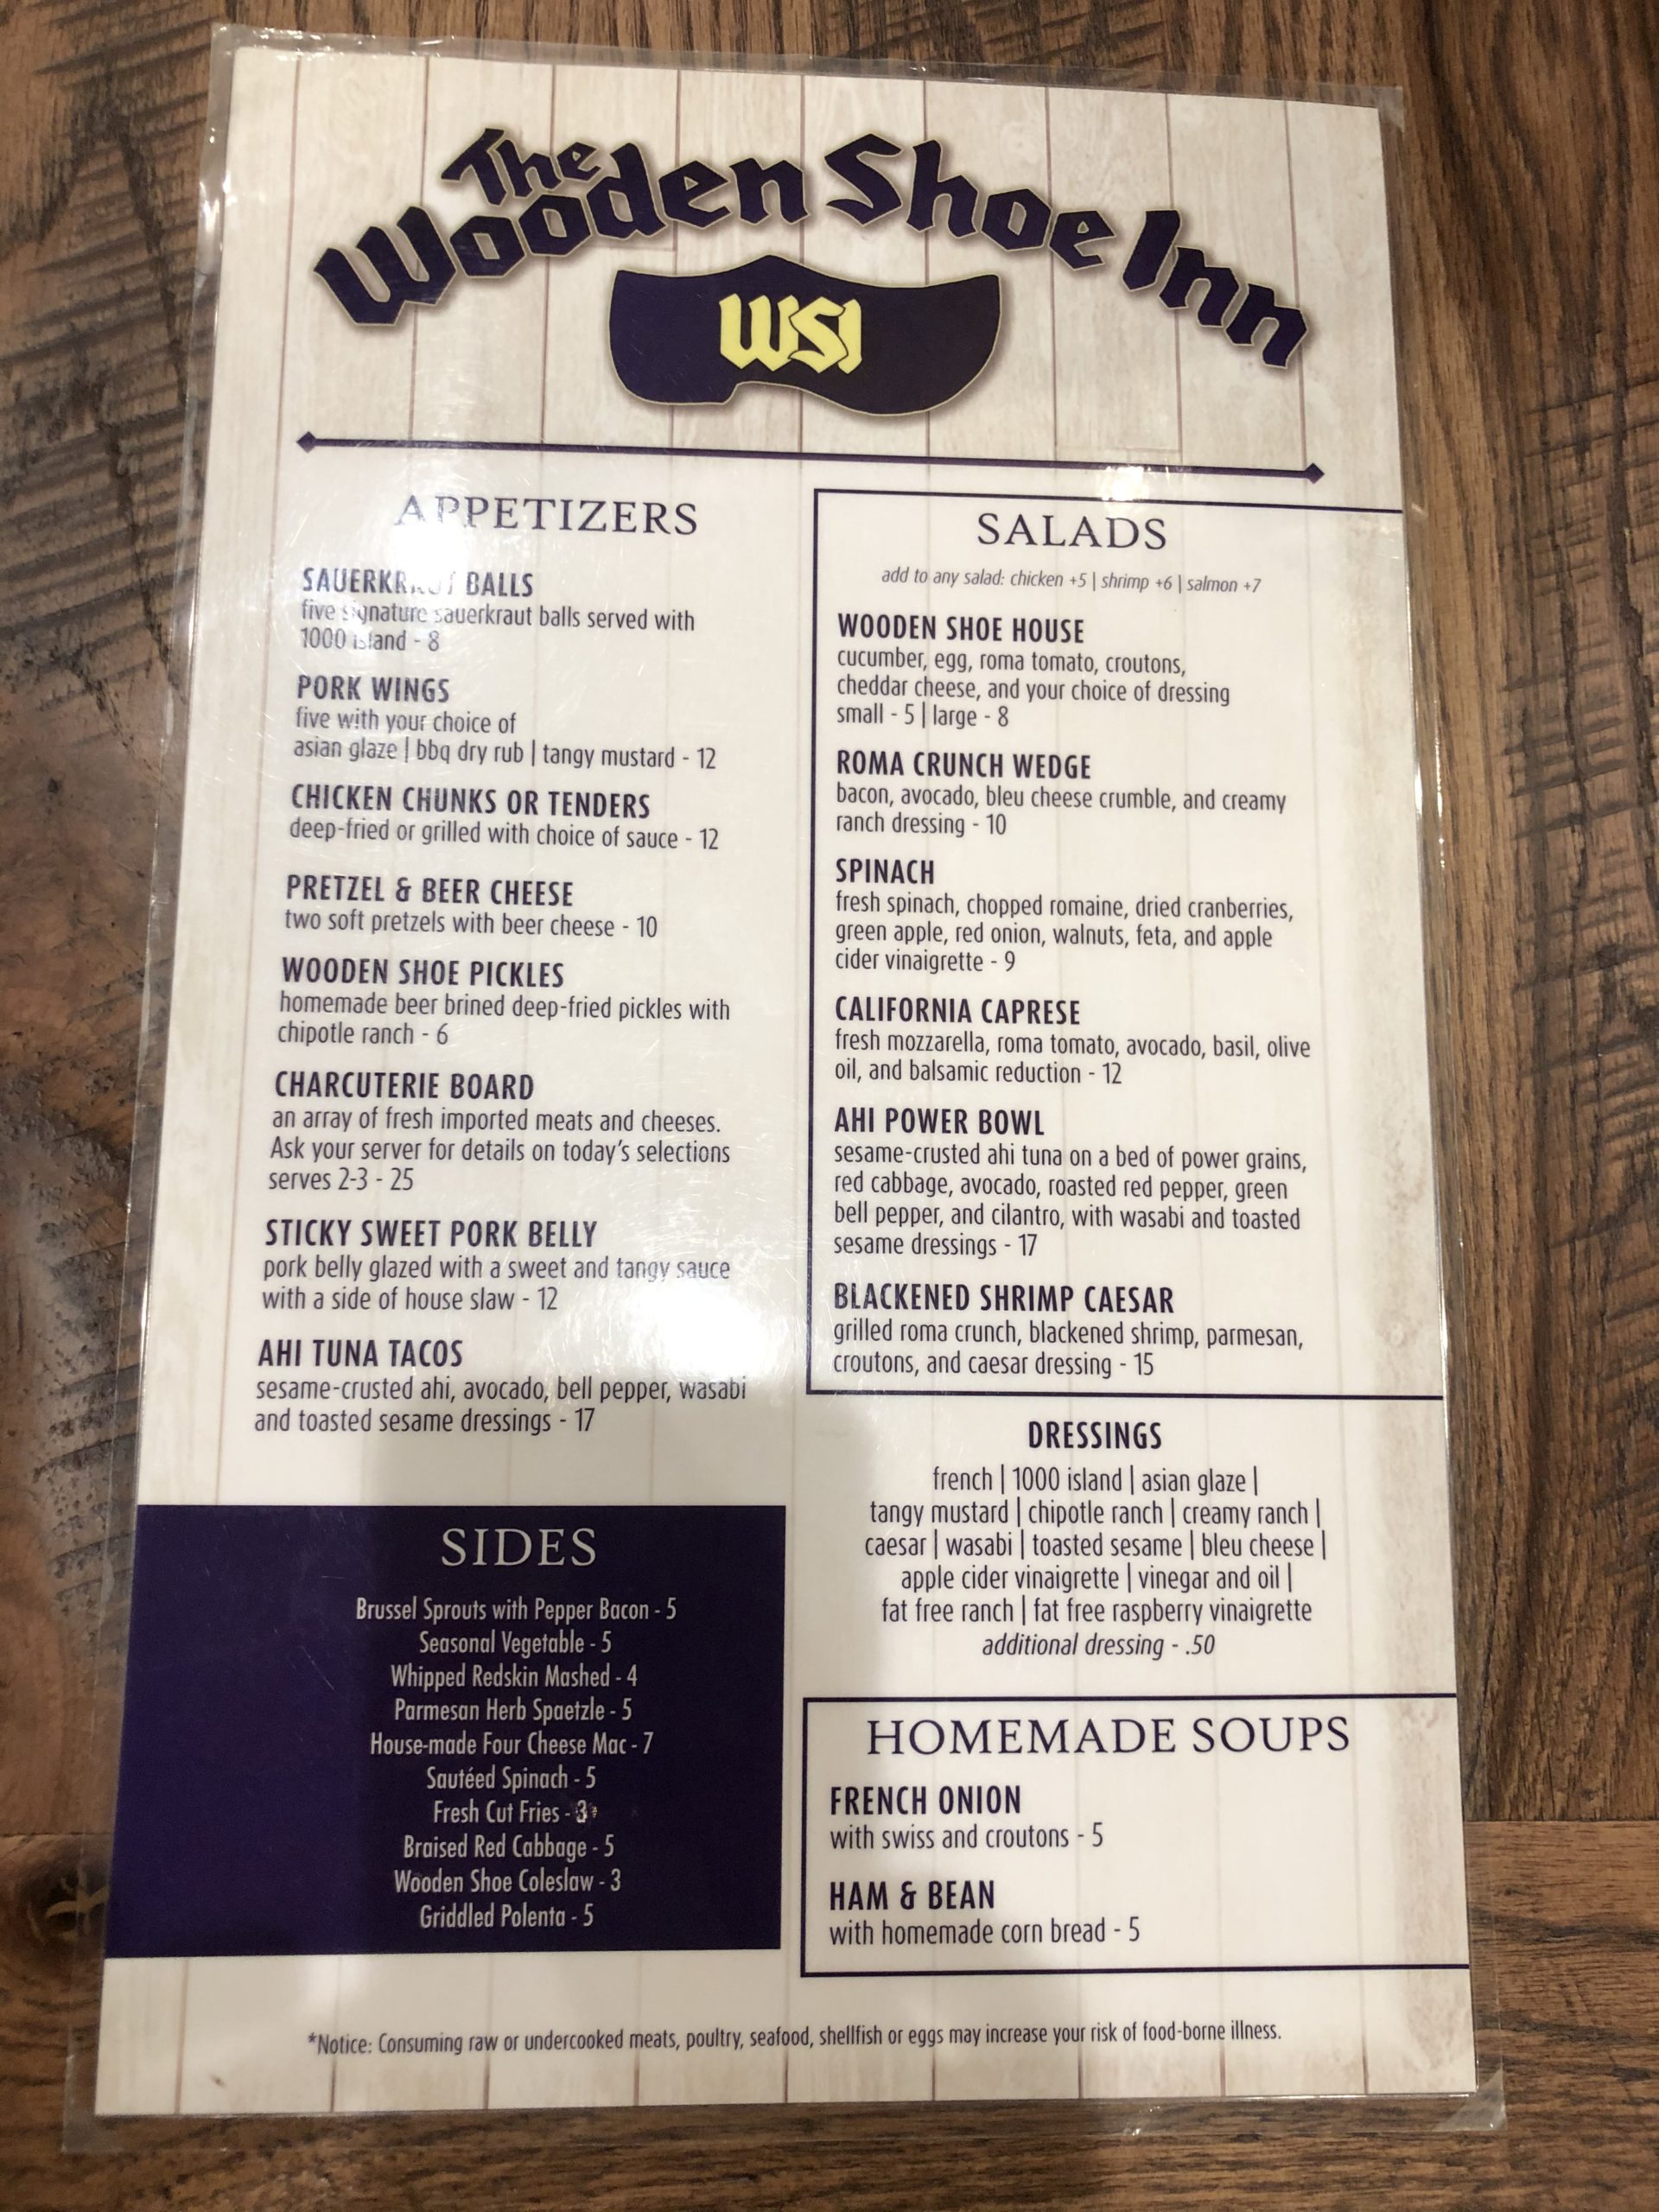 The
Wooden Shoe Inn
WSI
APPETIZERS
SAUERKRAUT BALLS
five signature sauerkraut balls served with
1000 island - 8
PORK WINGS
five with your choice of
asian glaze | bbq dry rub | tangy mustard - 12
CHICKEN CHUNKS OR TENDERS
deep-fried or grilled with choice of sauce - 12
PRETZEL & BEER CHEESE
two soft pretzels with beer cheese - 10
WOODEN SHOE PICKLES
homemade beer brined deep-fried pickles with
chipotle ranch - 6
CHARCUTERIE BOARD
an array of fresh imported meats and cheeses.
Ask your server for details on today's selections
serves 2-3 - 25
STICKY SWEET PORK BELLY
pork belly glazed with a sweet and tangy sauce
with a side of house slaw - 12
AHI TUNA TACOS
sesame-crusted ahi, avocado, bell pepper, wasabi
and toasted sesame dressings - 17
SIDES
Brussel Sprouts with Pepper Bacon - 5
Seasonal Vegetable - 5
Whipped Redskin Mashed - 4
Parmesan Herb Spaetzle - 5
House-made Four Cheese Mac - 7
Sautéed Spinach - 5
Fresh Cut Fries - 3
Braised Red Cabbage - 5
Wooden Shoe Coleslaw - 3
Griddled Polenta - 5
SALADS
add to any salad: chicken +5 | shrimp +6 | salmon +7
WOODEN SHOE HOUSE
cucumber, egg, roma tomato, croutons,
cheddar cheese, and your choice of dressing
small - 5 | large - 8
ROMA CRUNCH WEDGE
bacon, avocado, bleu cheese crumble, and creamy
ranch dressing - 10
SPINACH
fresh spinach, chopped romaine, dried cranberries,
green apple, red onion, walnuts, feta, and apple
cider vinaigrette - 9
CALIFORNIA CAPRESE
fresh mozzarella, roma tomato, avocado, basil, olive
oil, and balsamic reduction - 12
AHI POWER BOWL
sesame-crusted ahi tuna on a bed of power grains,
red cabbage, avocado, roasted red pepper, green
bell pepper, and cilantro, with wasabi and toasted
sesame dressings - 17
BLACKENED SHRIMP CAESAR
grilled roma crunch, blackened shrimp, parmesan,
croutons, and caesar dressing - 15
DRESSINGS
french | 1000 island | asian glaze |
tangy mustard | chipotle ranch | creamy ranch |
caesar | wasabi | toasted sesame | bleu cheese |
apple cider vinaigrette | vinegar and oil |
fat free ranch | fat free raspberry vinaigrette
additional dressing - .50
HOMEMADE SOUPS
FRENCH ONION
with swiss and croutons - 5
HAM & BEAN
with homemade corn bread - 5
*Notice: Consuming raw or undercooked meats, poultry, seafood, shellfish or eggs may increase your risk of food-borne illness.